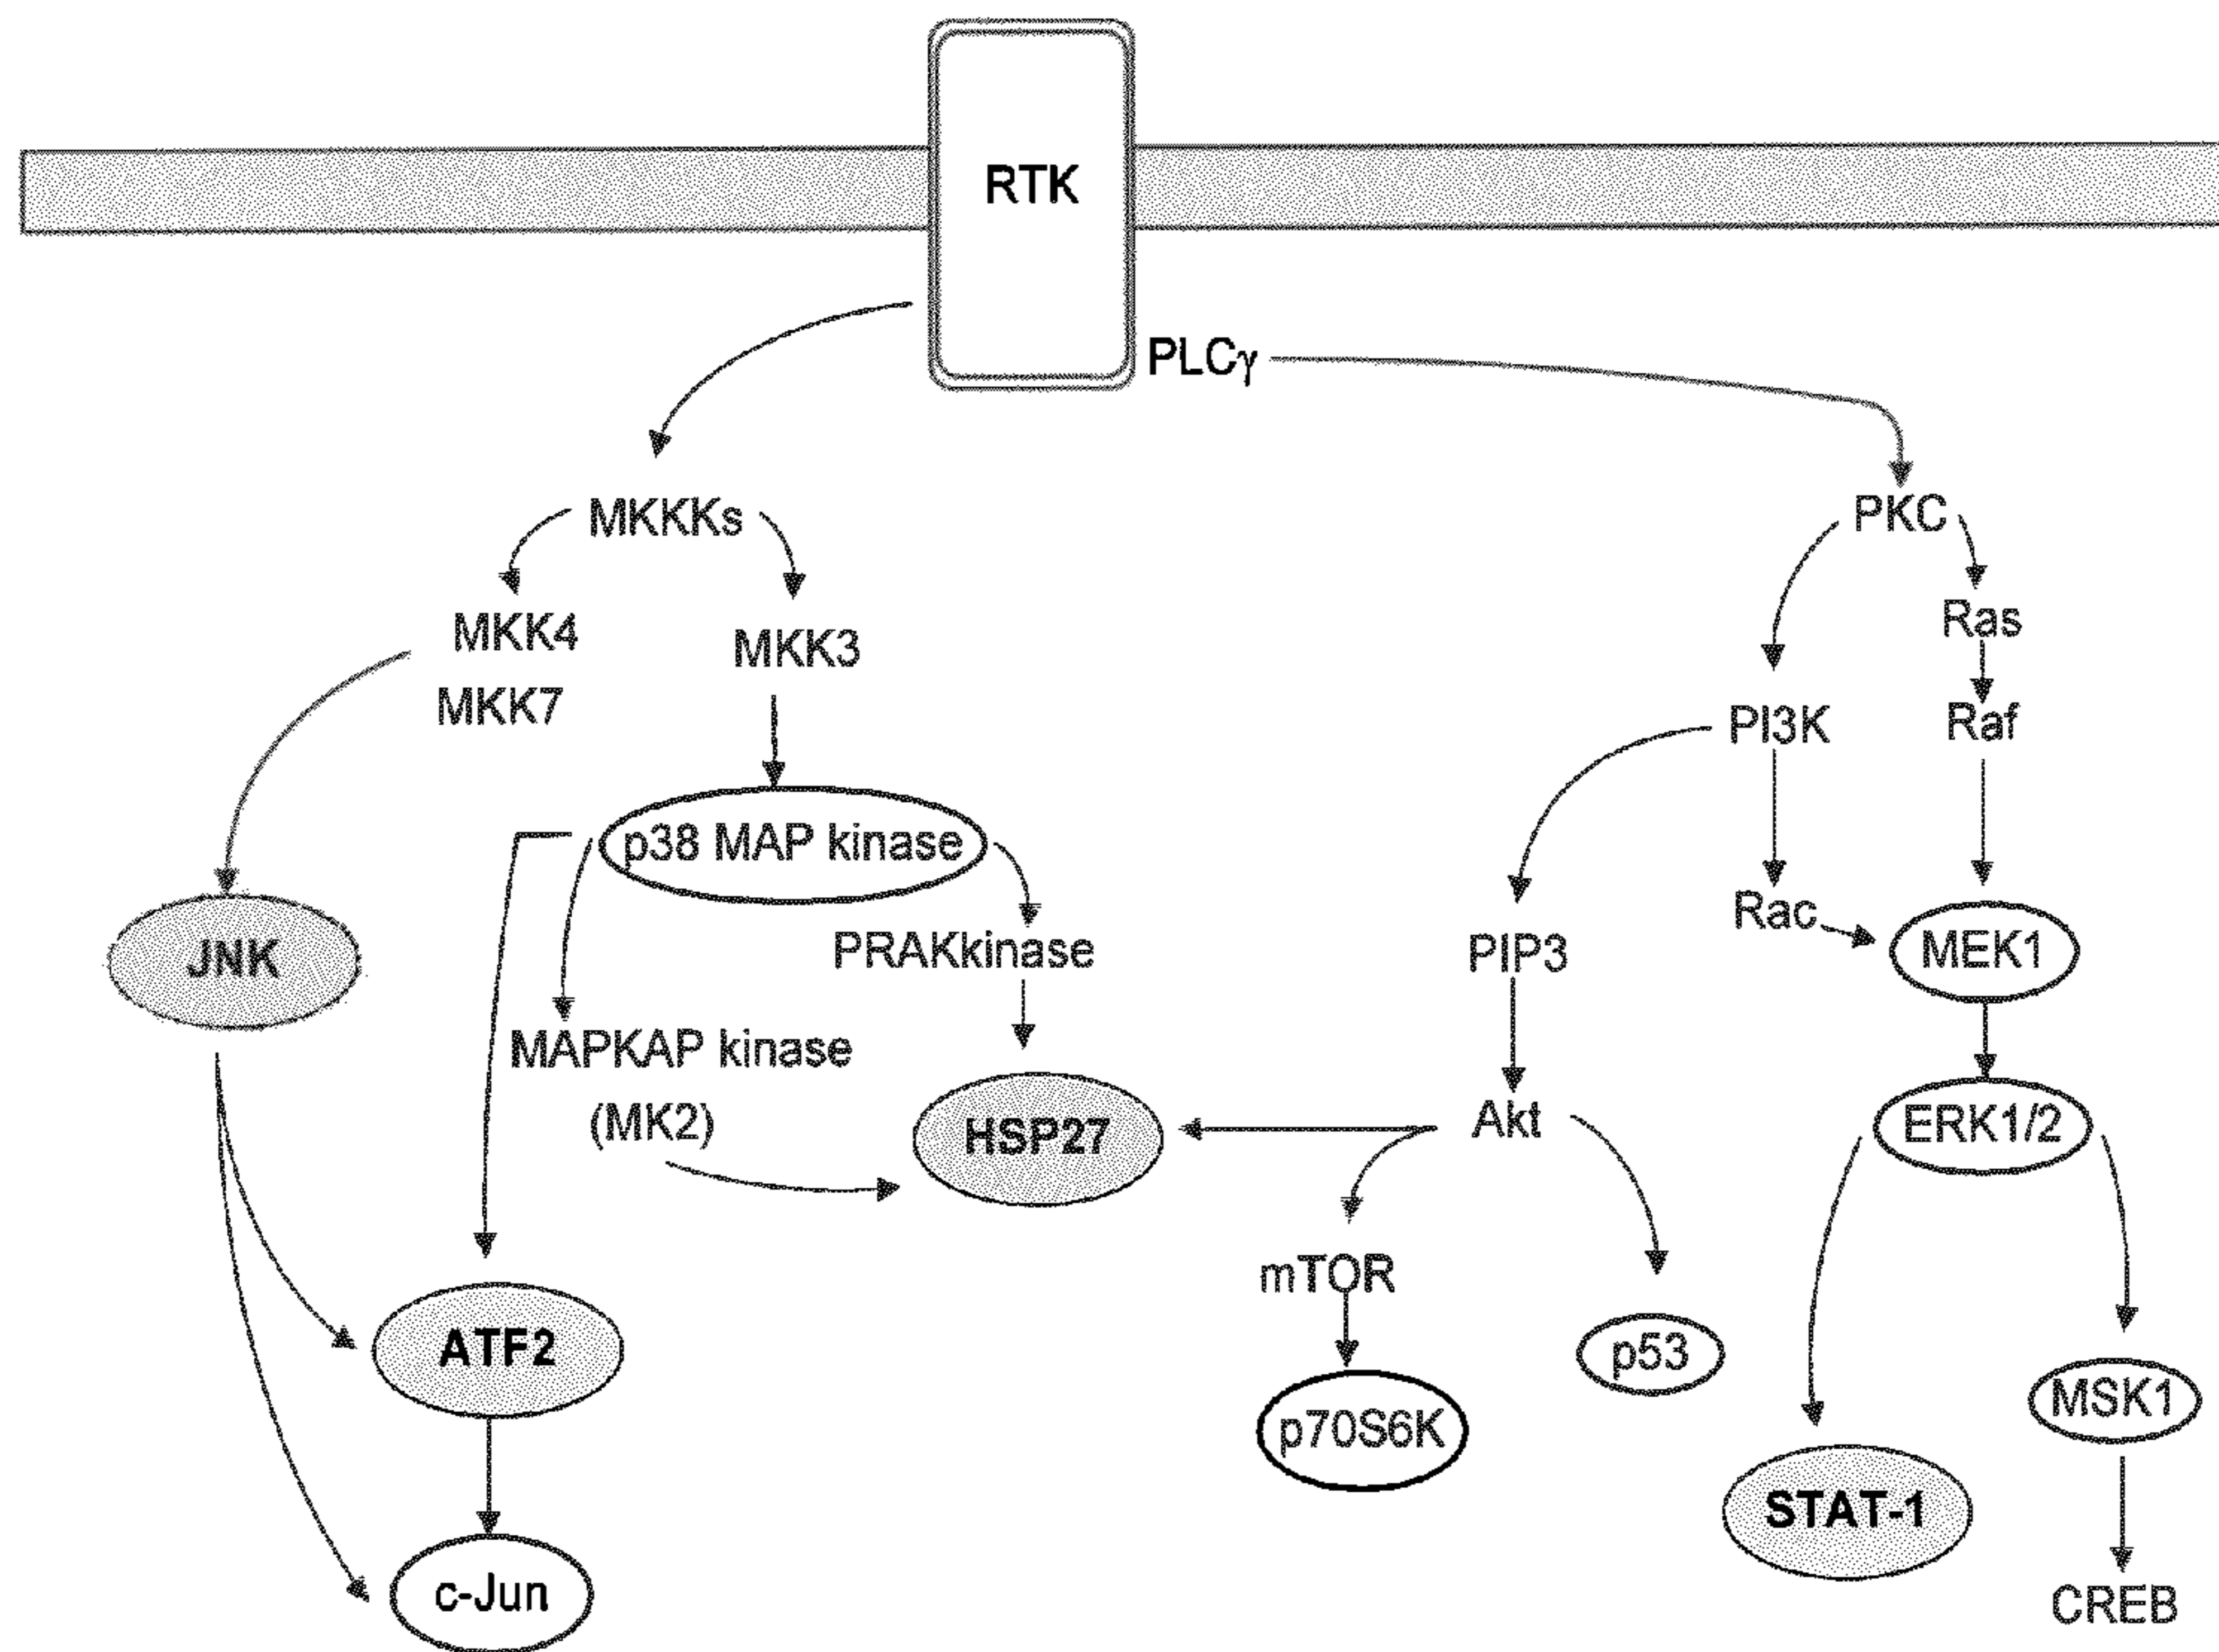 RTK
PLCγ
MKKKs
PKC
MKK4
MKK7
MKK3
Ras
Raf
PI3K
p38 MAP kinase
JNK
PRAKkinase
Rac
MEK1
PIP3
MAPKAP kinase
(MK2)
HSP27
Akt
ERK1/2
mTOR
ATF2
p53
p70S6K
MSK1
STAT-1
c-Jun
CREB